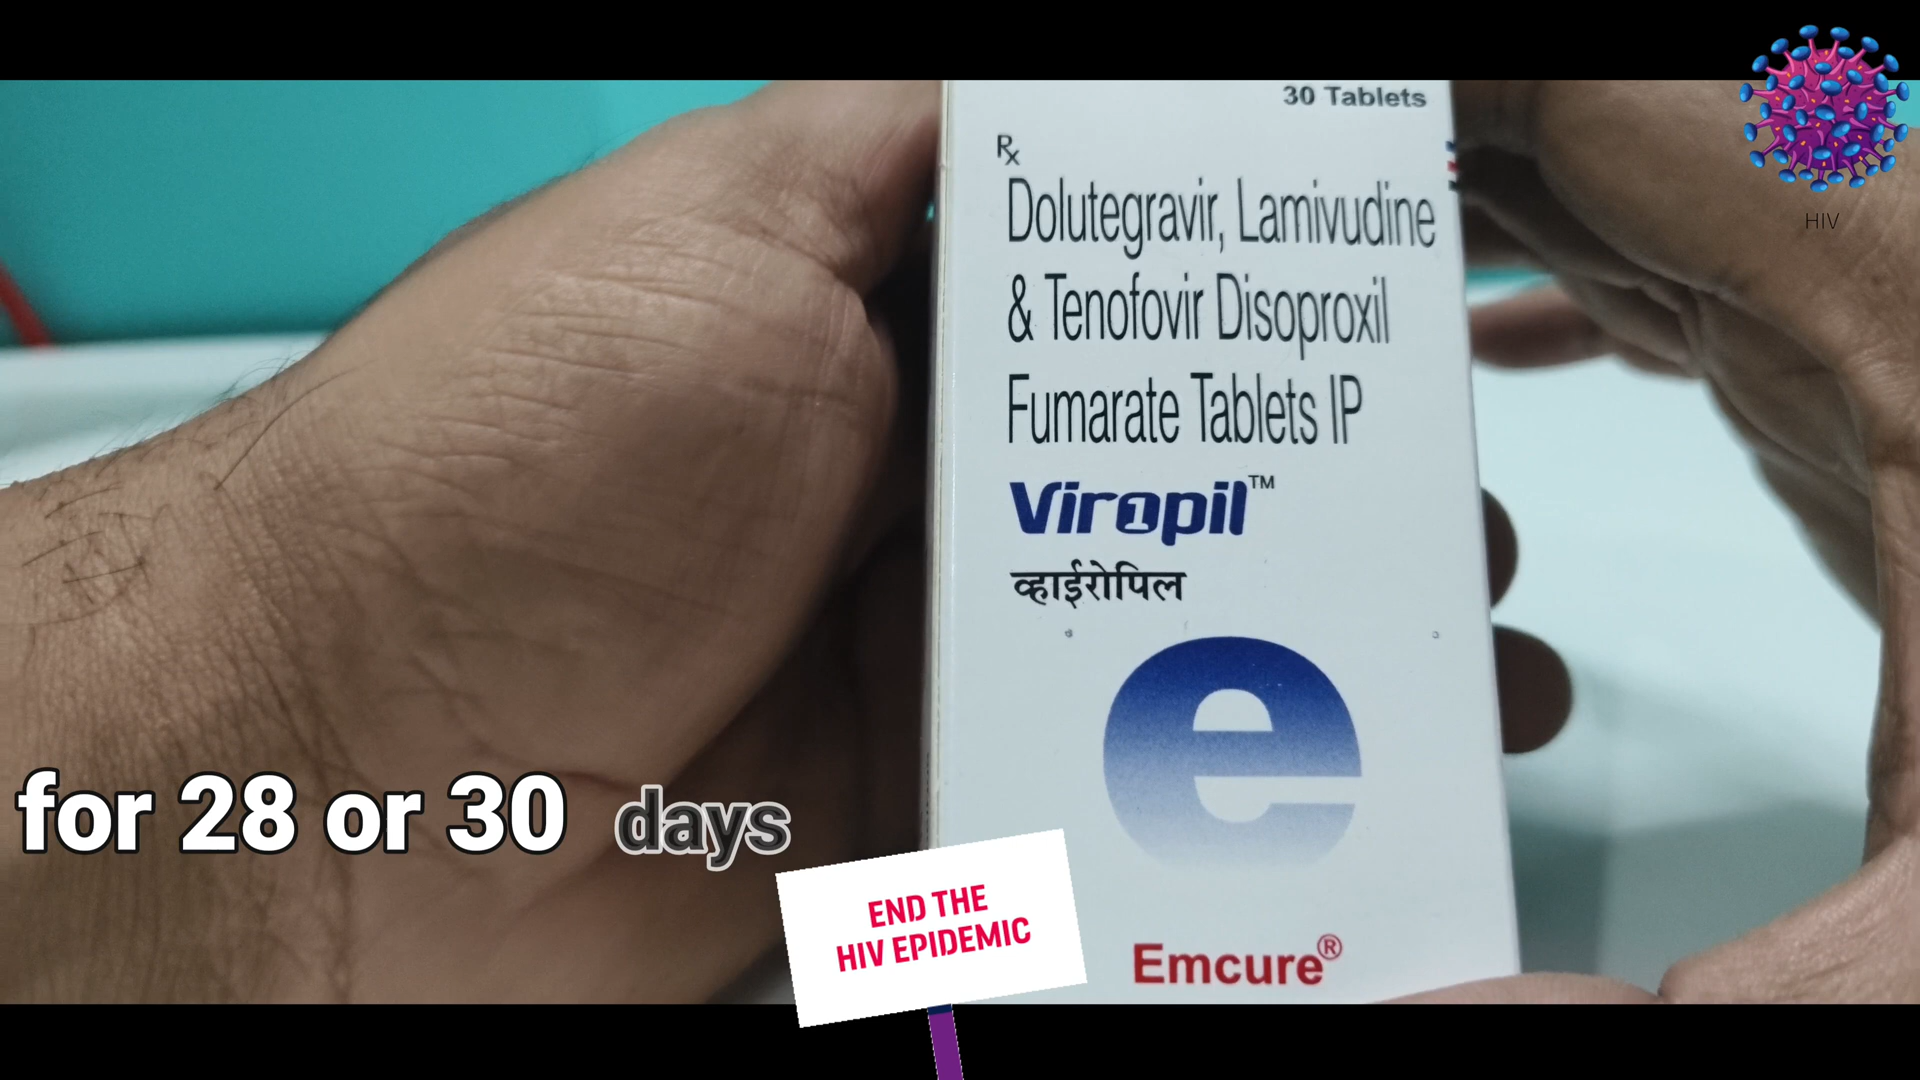 30 Tablets
Rx
Dolutegravir, Lamivudine
& Tenofovir Disoproxil
Fumarate Tablets IP
Viropil™
व्हाईरोपिल
e
Emcure®
HIV
for 28 or 30 days
END THE
HIV EPIDEMIC